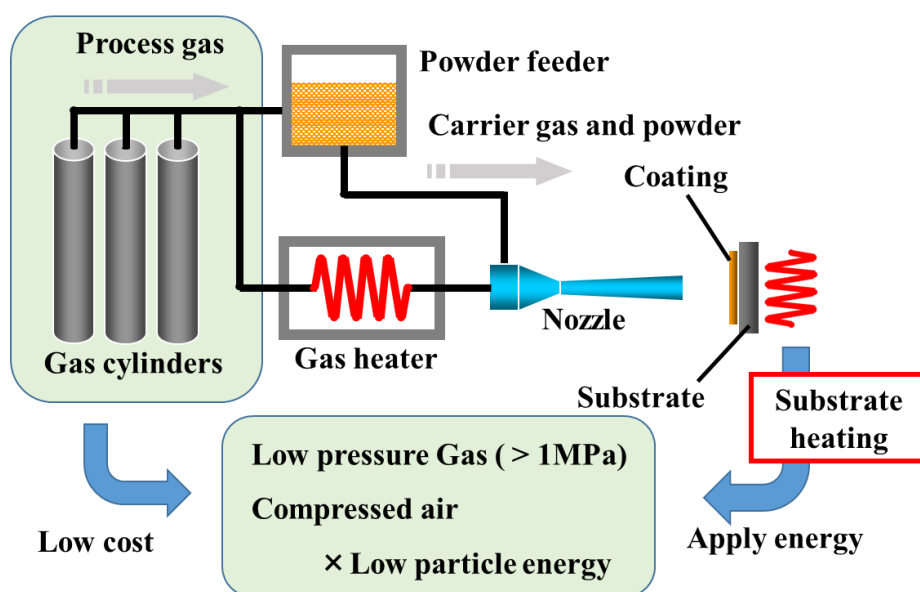 Process gas
Powder feeder
Carrier gas and powder
Coating
Gas cylinders
Gas heater
Nozzle
Substrate
Substrate
heating
Low pressure Gas ( > 1MPa)
Compressed air
× Low particle energy
Low cost
Apply energy